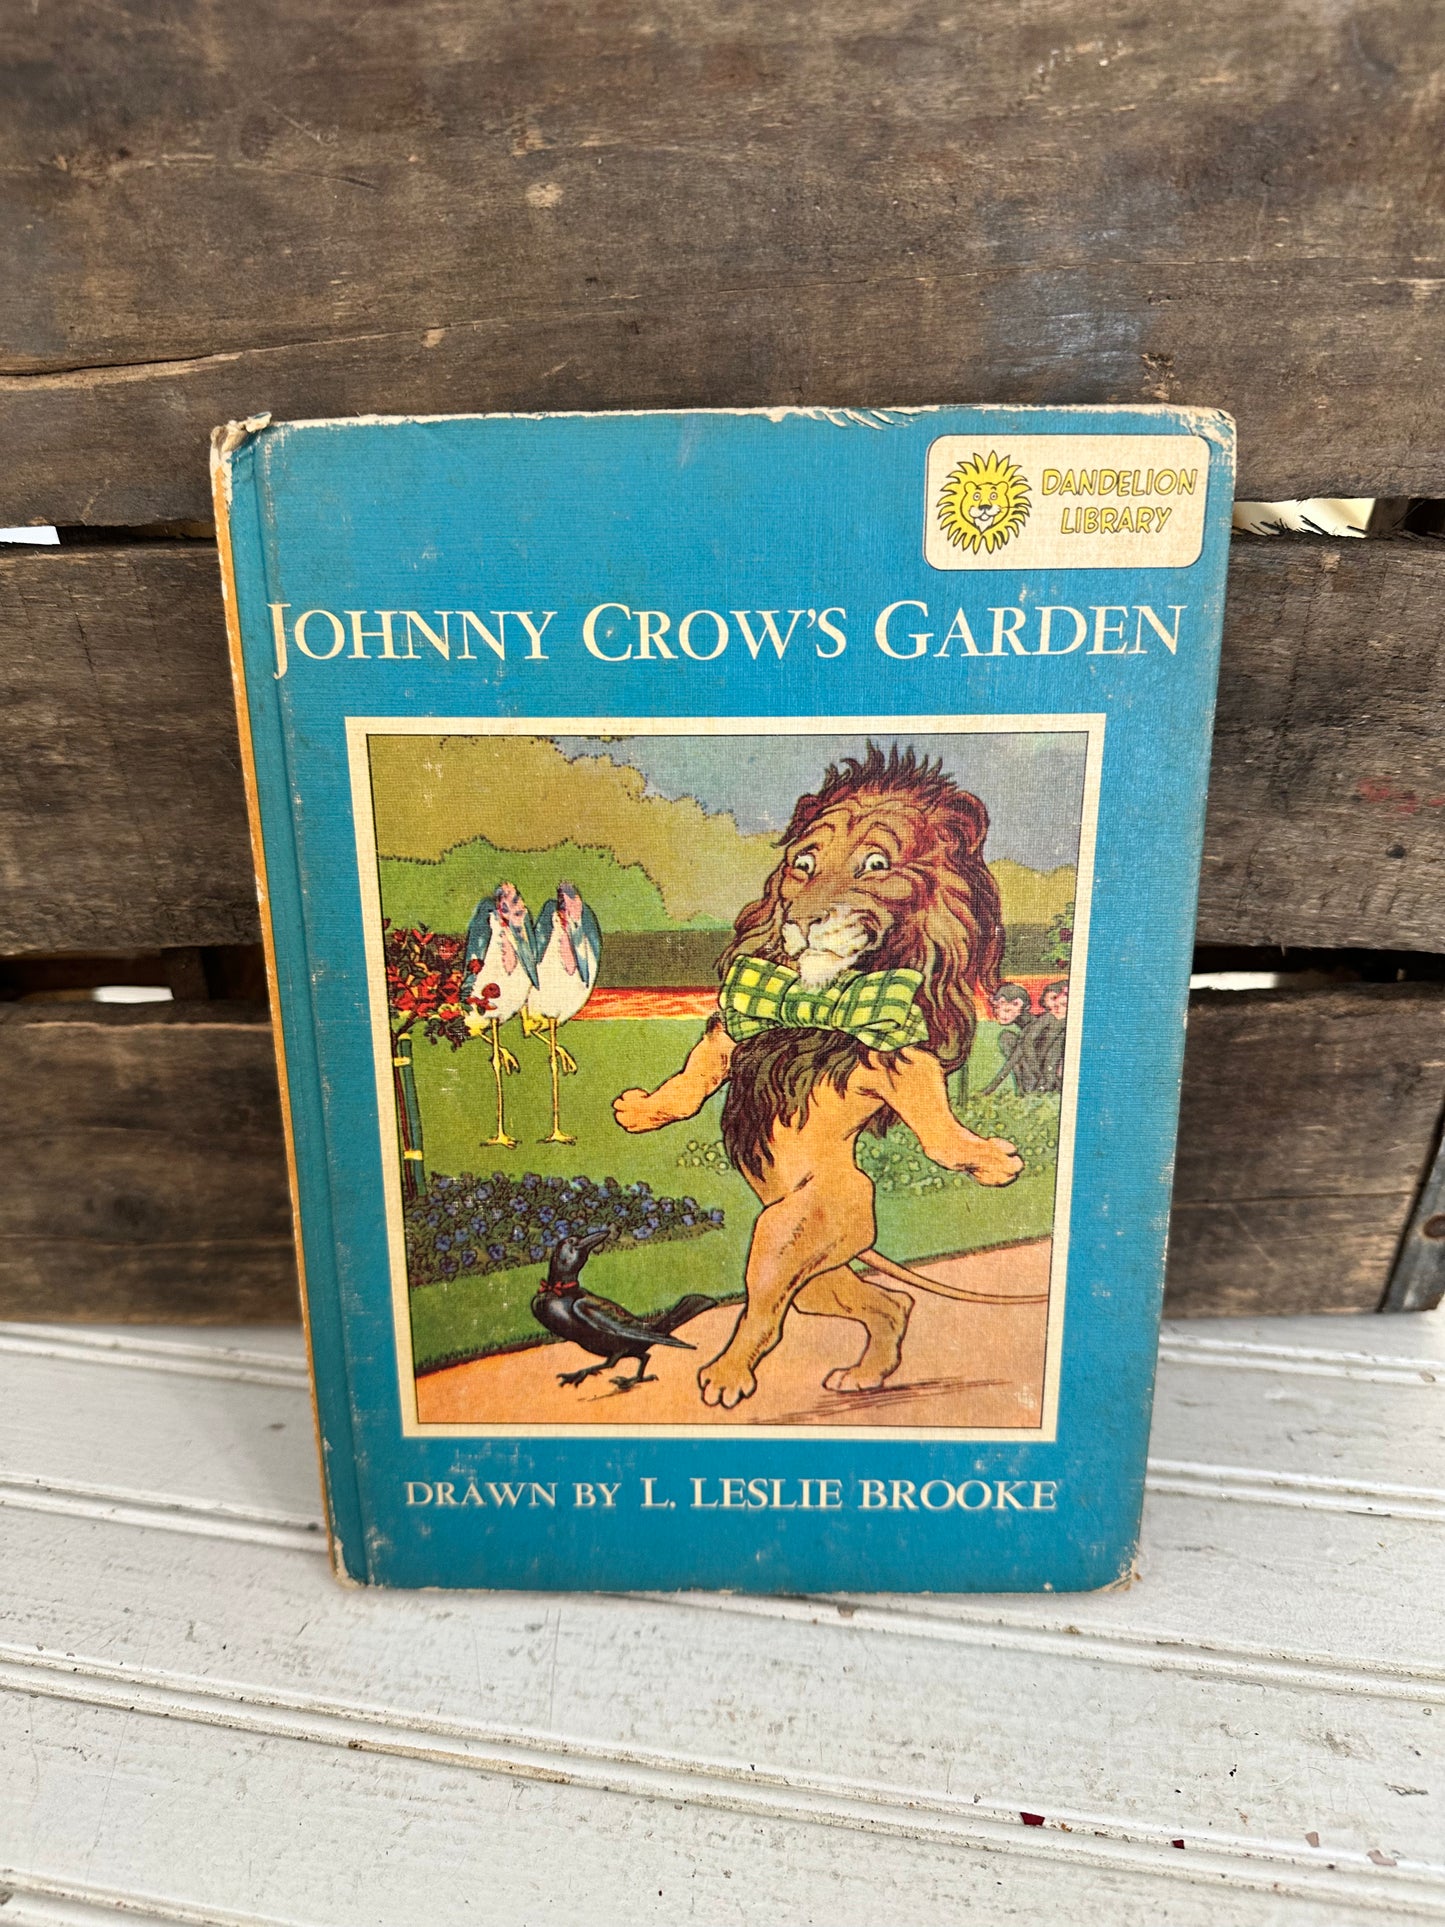 DANDELION
LIBRARY
JOHNNY CROW'S GARDEN
DRAWN BY L. LESLIE BROOKE